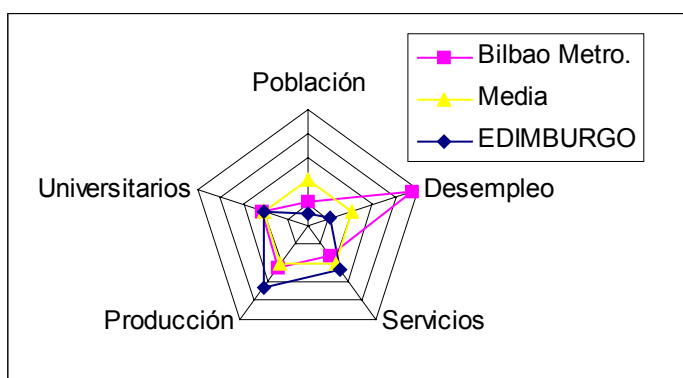 Bilbao Metro.
Media
EDIMBURGO
Población
Universitarios
Desempleo
Producción
Servicios